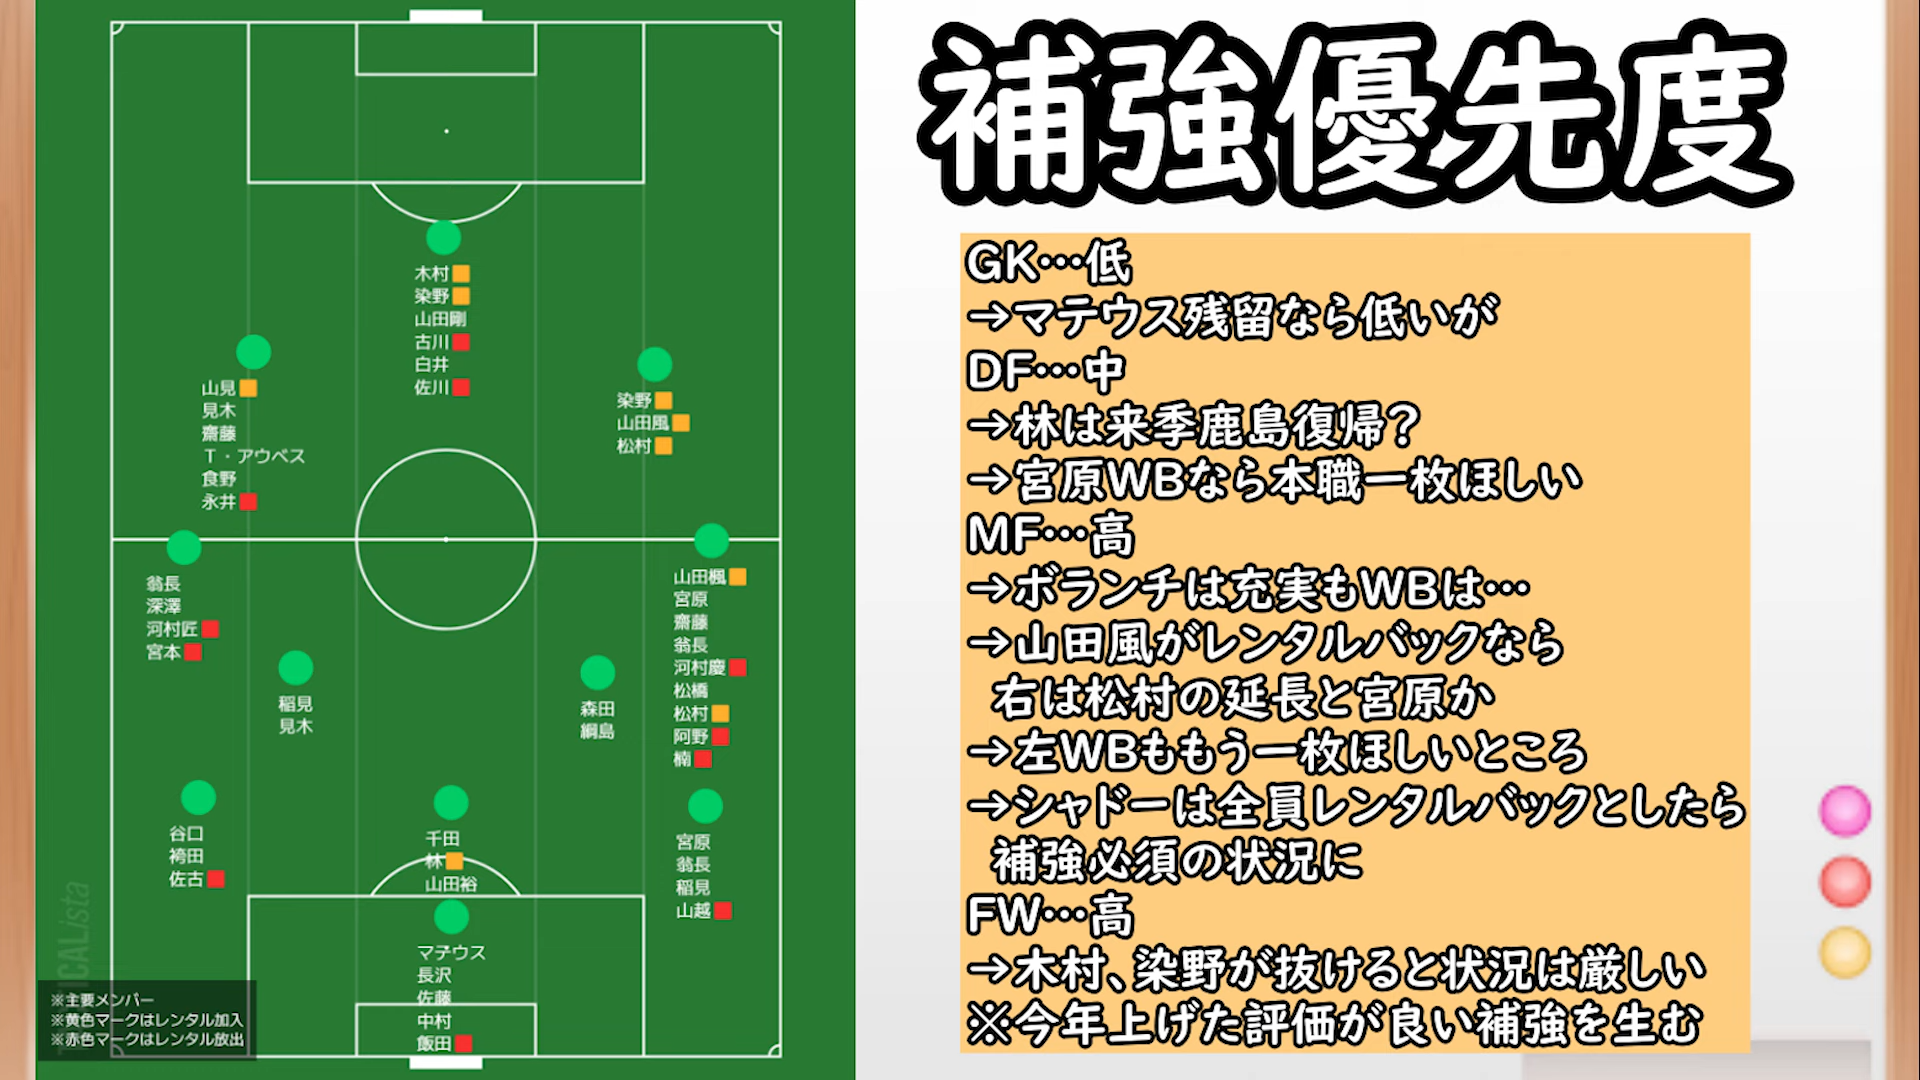 補強優先度
木村
染野
山田剛
古川
白井
佐川
山見
見木
齋藤
T・アウベス
食野
永井
染野
山田風
松村
翁長
深澤
河村匠
宮本
山田楓
宮原
齋藤
翁長
河村慶
松橋
松村
阿野
楠
稲見
見木
森田
綱島
谷口
袴田
佐古
千田
林
山田裕
宮原
翁長
稲見
山越
マテウス
長沢
佐藤
中村
飯田
※主要メンバー
※黄色マークはレンタル加入
※赤色マークはレンタル放出
GK…低
→マテウス残留なら低いが
DF…中
→林は来季鹿島復帰？
→宮原WBなら本職一枚ほしい
MF…高
→ボランチは充実もWBは…
→山田風がレンタルバックなら
右は松村の延長と宮原か
→左WBももう一枚ほしいところ
→シャドーは全員レンタルバックとしたら
補強必須の状況に
FW…高
→木村、染野が抜けると状況は厳しい
※今年上げた評価が良い補強を生む